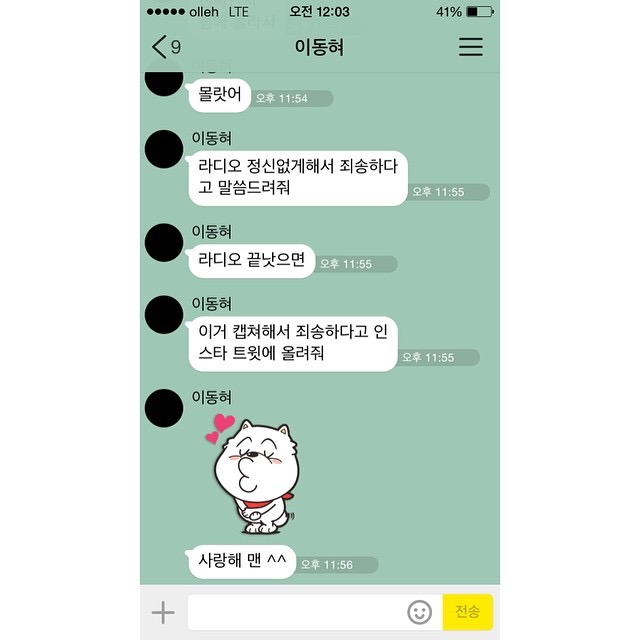 olleh LTE 오전 12:03 41%
9 이동혀
몰랏어 오후 11:54
이동혀
라디오 정신없게해서 죄송하다
고 말씀드려줘 오후 11:55
이동혀
라디오 끝낫으면 오후 11:55
이동혀
이거 캡쳐해서 죄송하다고 인
스타 트윗에 올려줘 오후 11:55
이동혀
사랑해 맨 ^^ 오후 11:56
전송